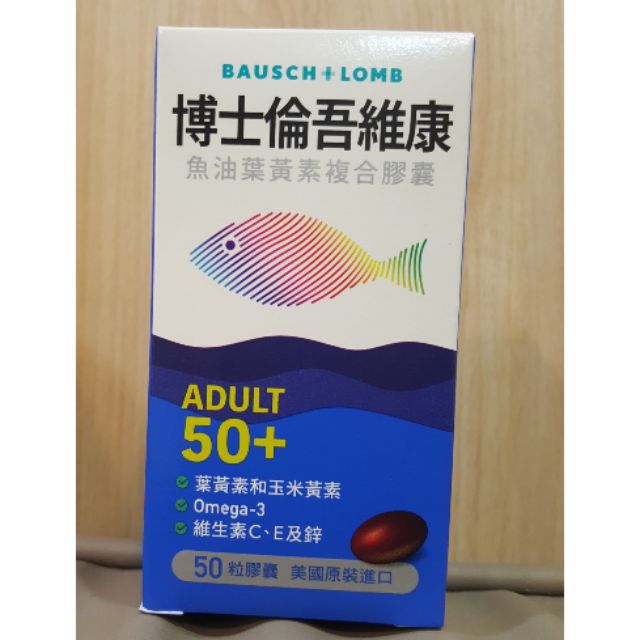 BAUSCH+LOMB
博士倫吾維康
魚油葉黃素複合膠囊
ADULT
50+
葉黃素和玉米黃素
Omega-3
維生素C、E及鋅
50粒膠囊 美國原裝進口